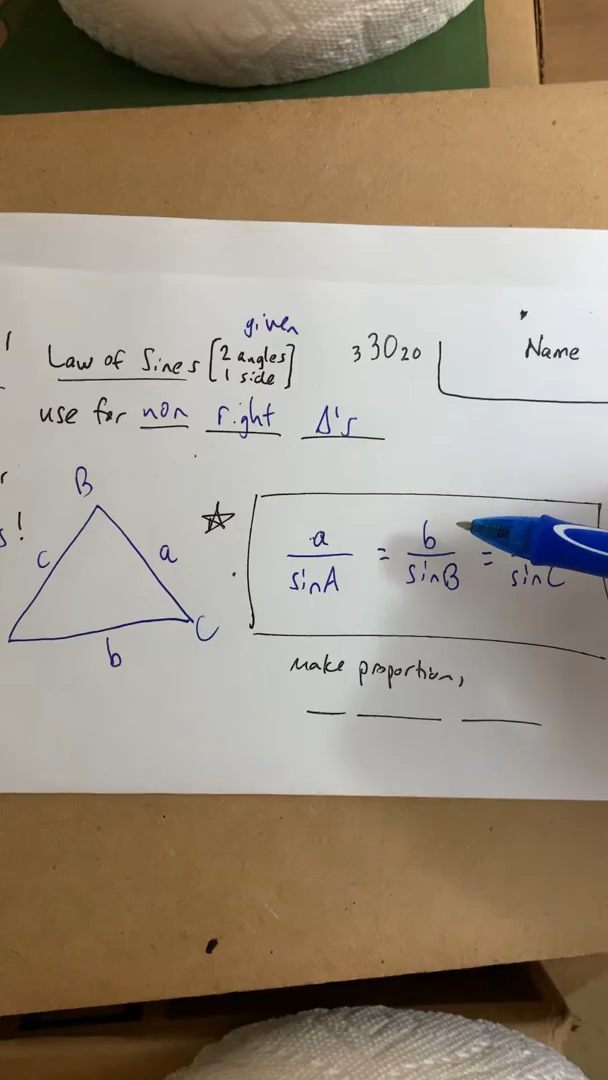 given
Law of Sines [2 angles
1 side]
3 30 20
Name
use for non right Δ's
B
c
a
C
b
a/sinA = b/sinB = /sinC
Make proportion,